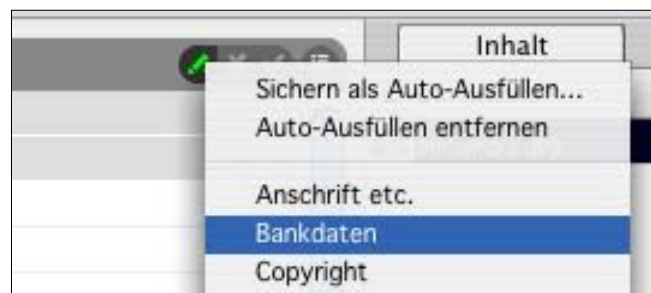 Inhalt
Sichern als Auto-Ausfüllen...
Auto-Ausfüllen entfernen
Anschrift etc.
Bankdaten
Copyright